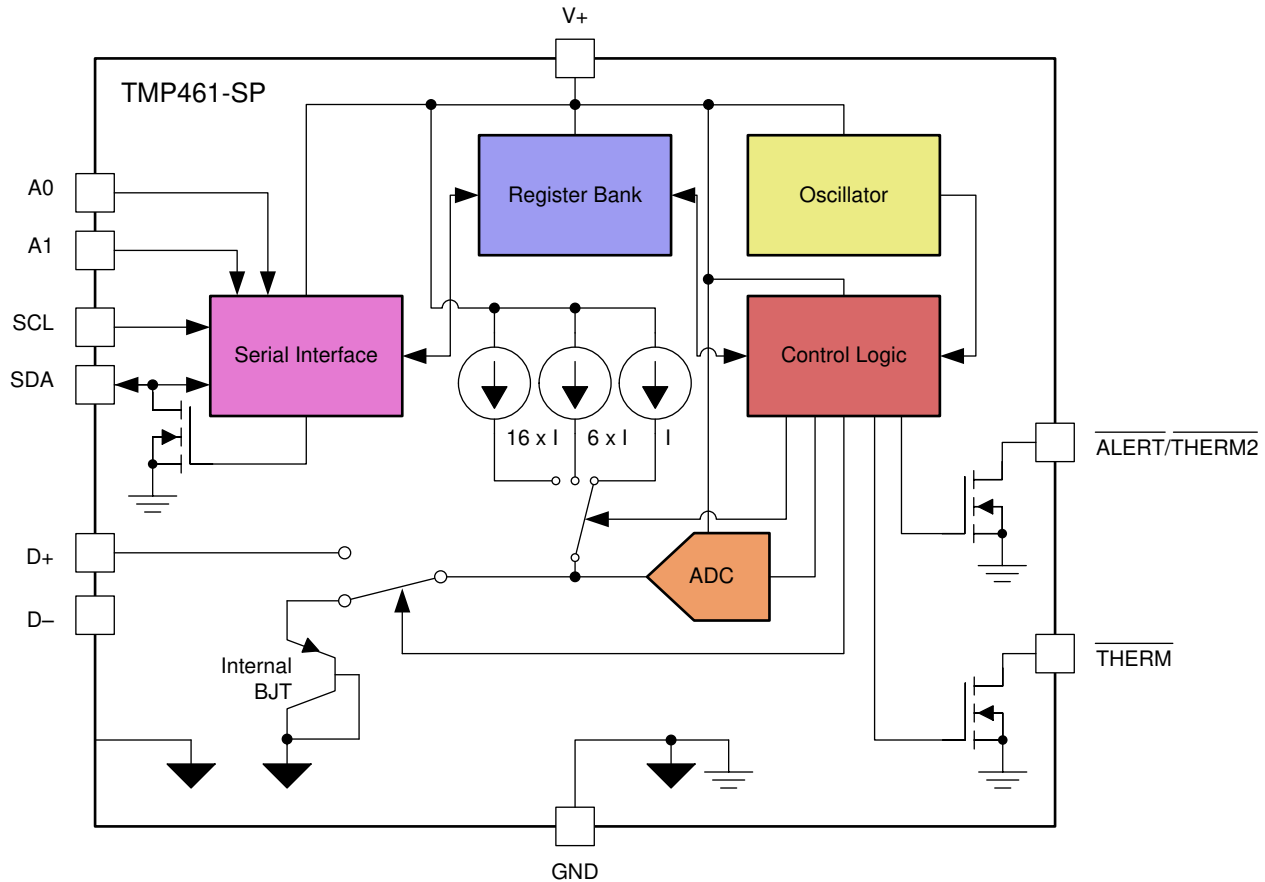 V+
TMP461-SP
A0
A1
SCL
SDA
D+
D–
Register Bank
Oscillator
Serial Interface
Control Logic
16 x I
6 x I
I
ALERT/THERM2
ADC
Internal
BJT
THERM
GND